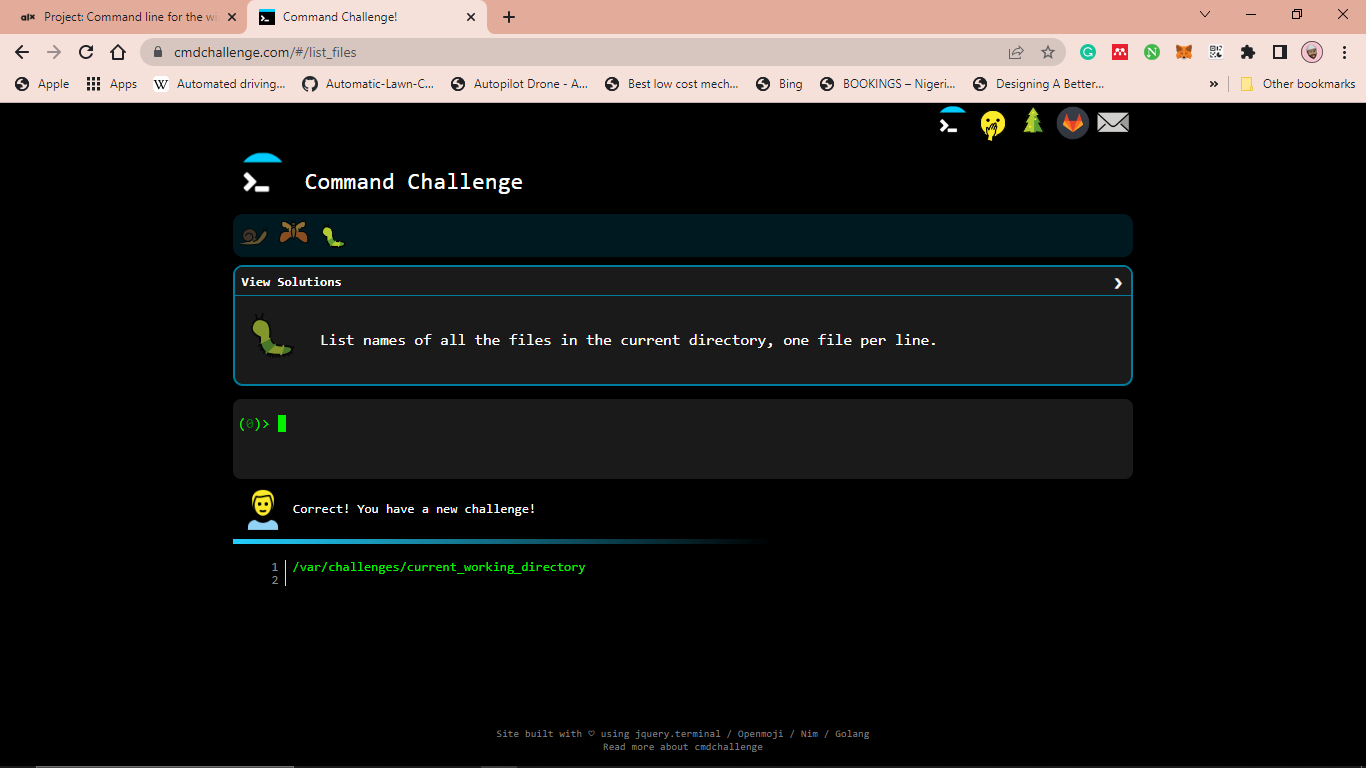 alx Project: Command line for the wi
Command Challenge!
cmdchallenge.com/#/list_files
Apple
Apps
W Automated driving...
Automatic-Lawn-C...
Autopilot Drone - A...
Best low cost mech...
Bing
BOOKINGS – Nigeri...
Designing A Better...
»
Other bookmarks
Command Challenge
View Solutions
List names of all the files in the current directory, one file per line.
(0)>
Correct! You have a new challenge!
1 /var/challenges/current_working_directory
2
Site built with ♡ using jquery.terminal / Openmoji / Nim / Golang
Read more about cmdchallenge